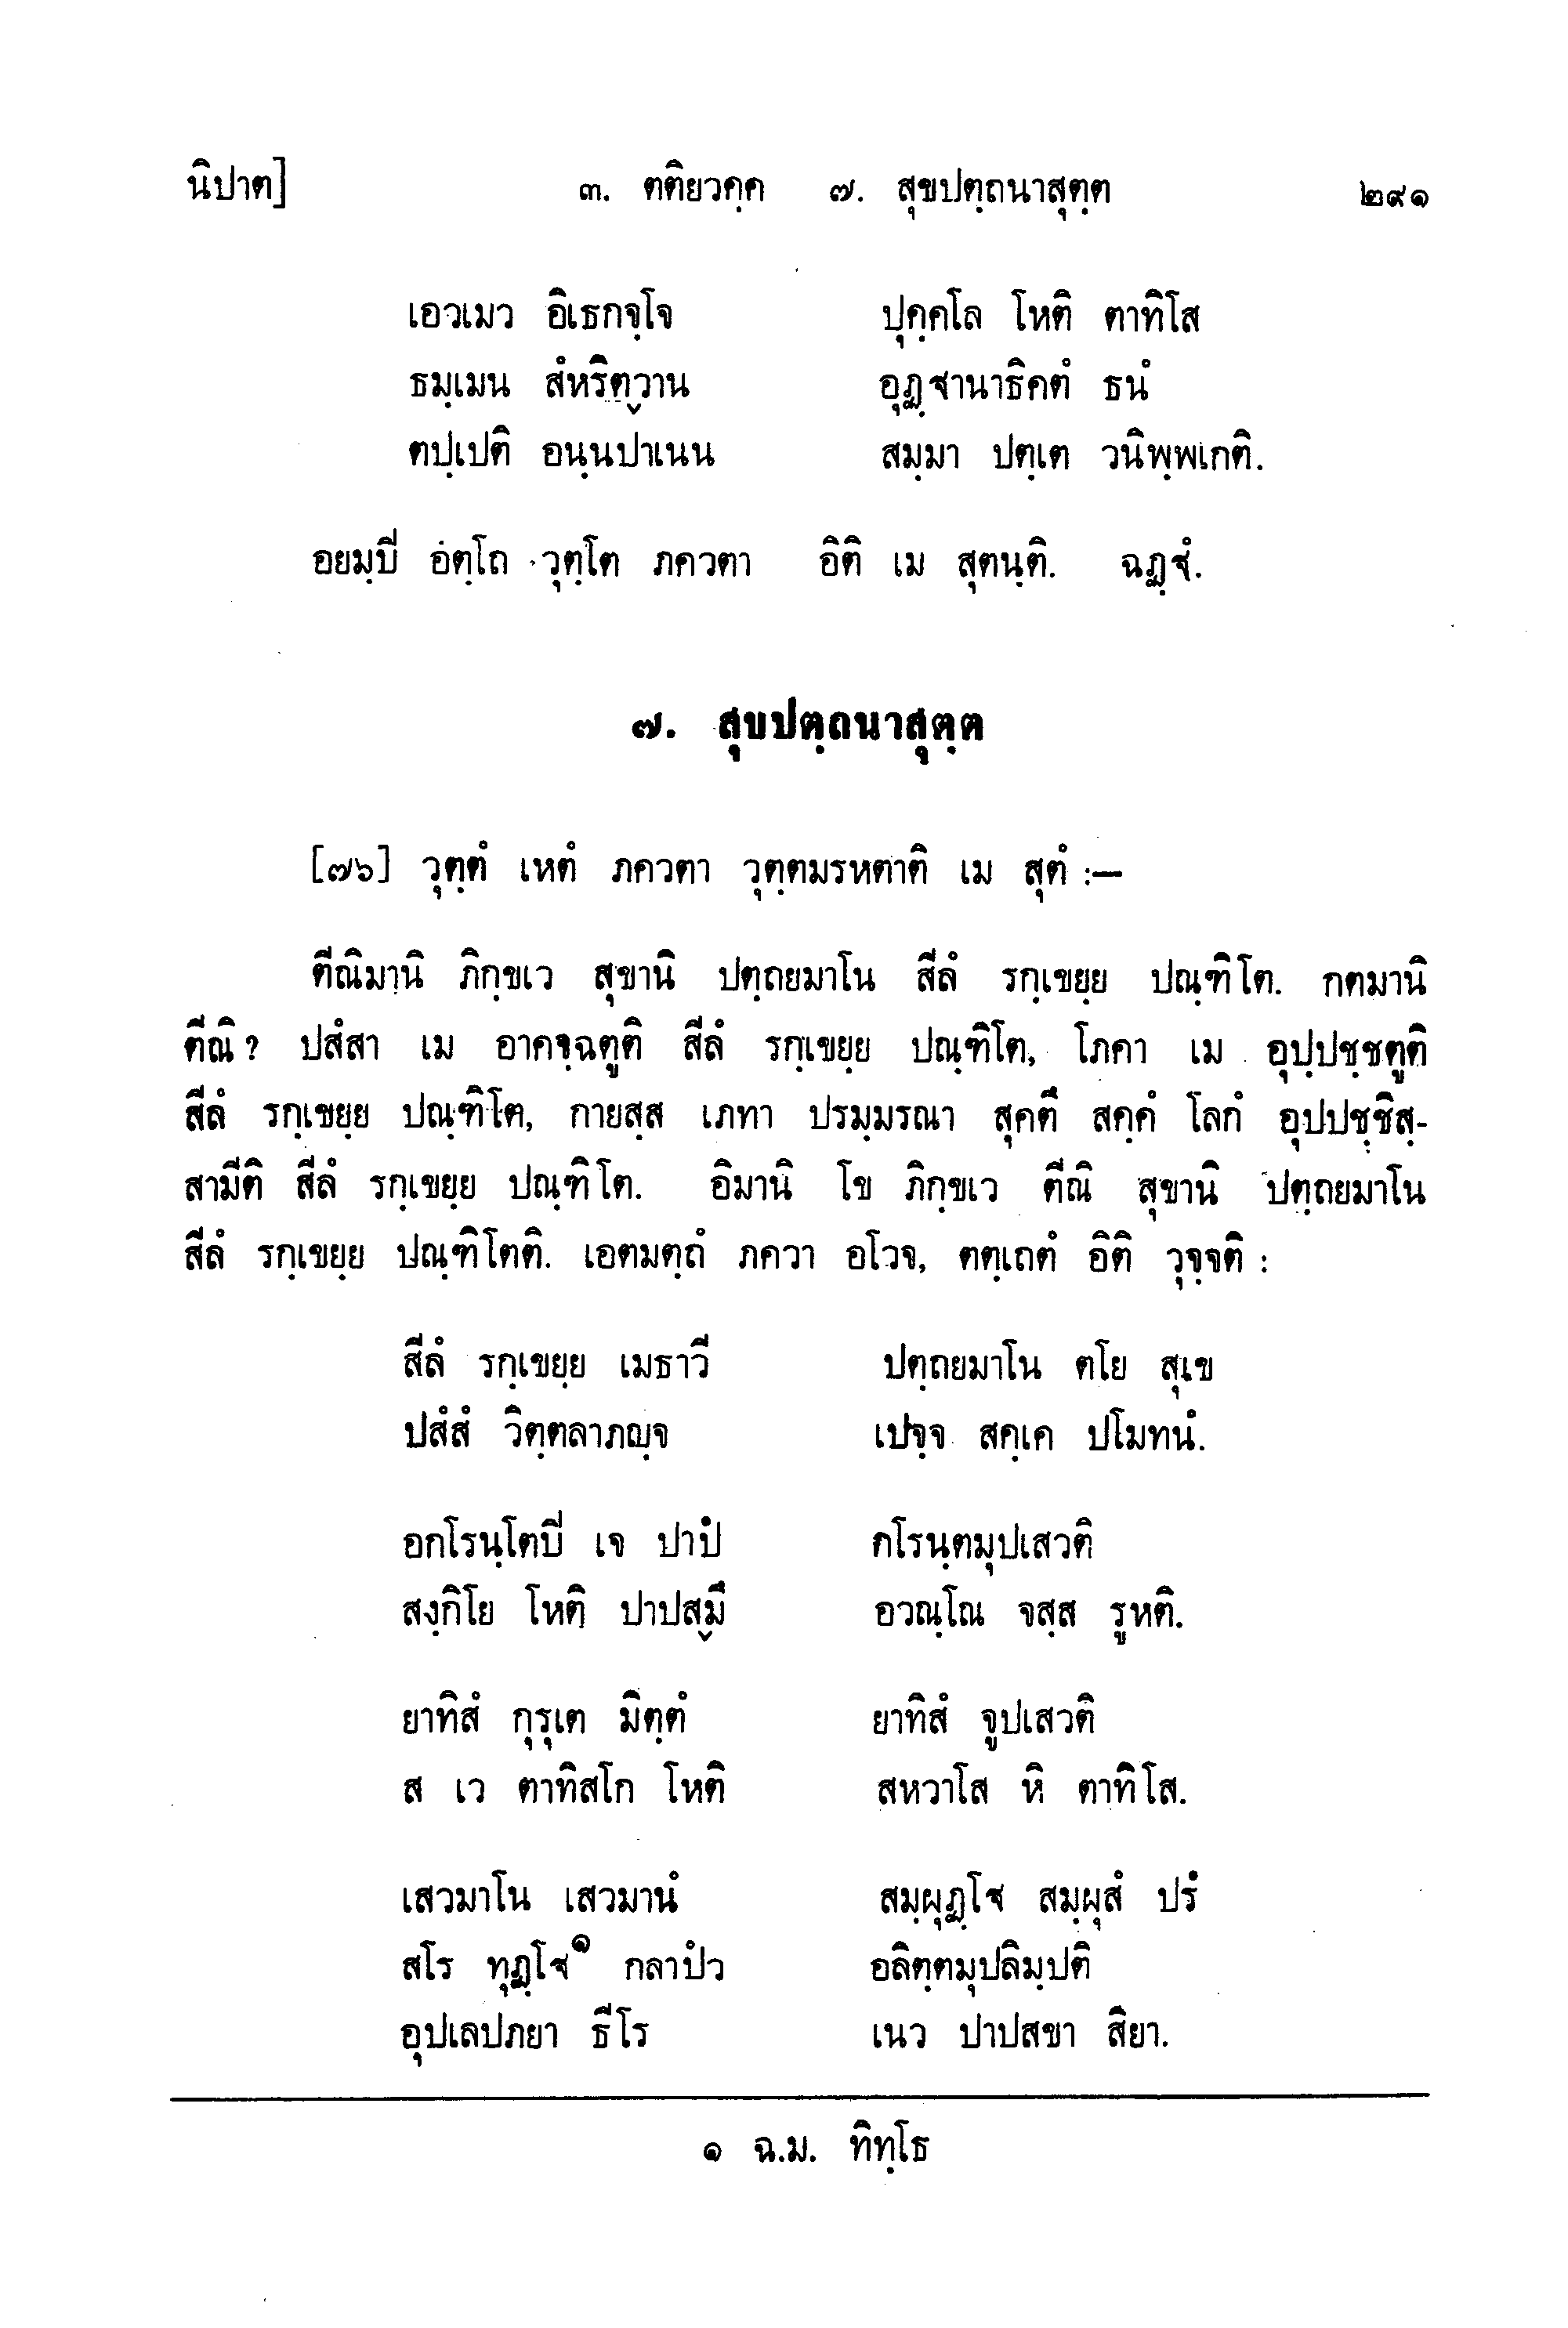 นิปาต] ๓. ตติยวคฺค ๗. สุขปตฺถนาสุตฺต ๒๙๑
เอวเมว อิเธกจฺโจ ปุคฺคโล โหติ ตาทิโส
ธมฺเมน สํหริตฺวาน อุฏฺฐานาธิคตํ ธนํ
ตปฺเปติ อนฺนปาเนน สมฺมา ปตฺเต วนิพฺพเกติ.
อยมฺปิ อตฺโถ วุตฺโต ภควตา อิติ เม สุตนฺติ. ฉฏฺฐํ.
๗. สุขปตฺถนาสุตฺต
[๗๖] วุตฺตํ เหตํ ภควตา วุตฺตมรหตาติ เม สุตํ :—
ตีณิมานิ ภิกฺขเว สุขานิ ปตฺถยมาโน สีลํ รกฺเขยฺย ปณฺฑิโต. กตมานิ
ตีณิ? ปสํสา เม อาคจฺฉตูติ สีลํ รกฺเขยฺย ปณฺฑิโต, โภคา เม อุปฺปชฺชตูติ
สีลํ รกฺเขยฺย ปณฺฑิโต, กายสฺส เภทา ปรมฺมรณา สุคตึ สคฺคํ โลกํ อุปปชฺชิสฺ-
สามีติ สีลํ รกฺเขยฺย ปณฺฑิโต. อิมานิ โข ภิกฺขเว ตีณิ สุขานิ ปตฺถยมาโน
สีลํ รกฺเขยฺย ปณฺฑิโตติ. เอตมตฺถํ ภควา อโวจ, ตตฺเถตํ อิติ วุจฺจติ :
สีลํ รกฺเขยฺย เมธาวี ปตฺถยมาโน ตโย สุเข
ปสํสํ วิตฺตลาภญฺจ เปจฺจ สคฺเค ปโมทนํ.
อกโรนฺโตปิ เจ ปาปํ กโรนฺตมุปเสวติ
สงฺกิโย โหติ ปาปสฺมึ อวณฺโณ จสฺส รูหติ.
ยาทิสํ กุรุเต มิตฺตํ ยาทิสํ จูปเสวติ
ส เว ตาทิสโก โหติ สหวาโส หิ ตาทิโส.
เสวมาโน เสวมานํ สมฺผุฏฺโฐ สมฺผุสํ ปรํ
สโร ทุฏฺโฐ๑ กลาปํว อลิตฺตมุปลิมฺปติ
อุปเลปภยา ธีโร เนว ปาปสขา สิยา.
๑ ฉ.ม. ทิทฺโธ